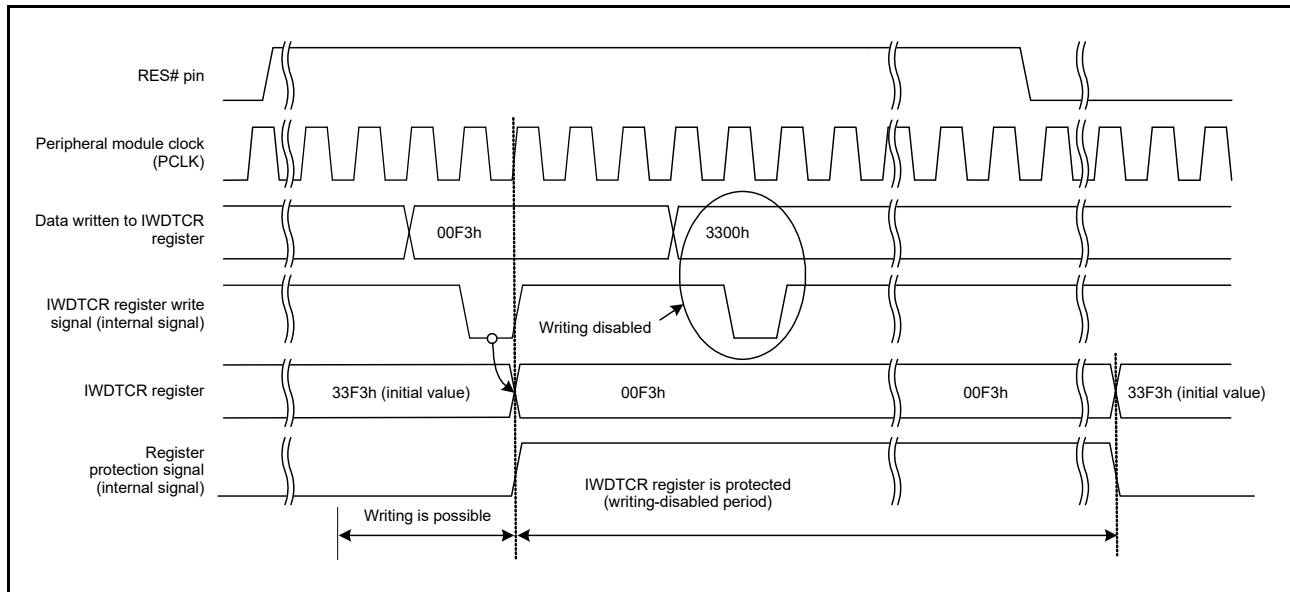 RES# pin
Peripheral module clock
(PCLK)
Data written to IWDTCR
register
00F3h
3300h
IWDTCR register write
signal (internal signal)
Writing disabled
IWDTCR register
33F3h (initial value)
00F3h
00F3h
33F3h (initial value)
Register
protection signal
(internal signal)
IWDTCR register is protected
(writing-disabled period)
Writing is possible